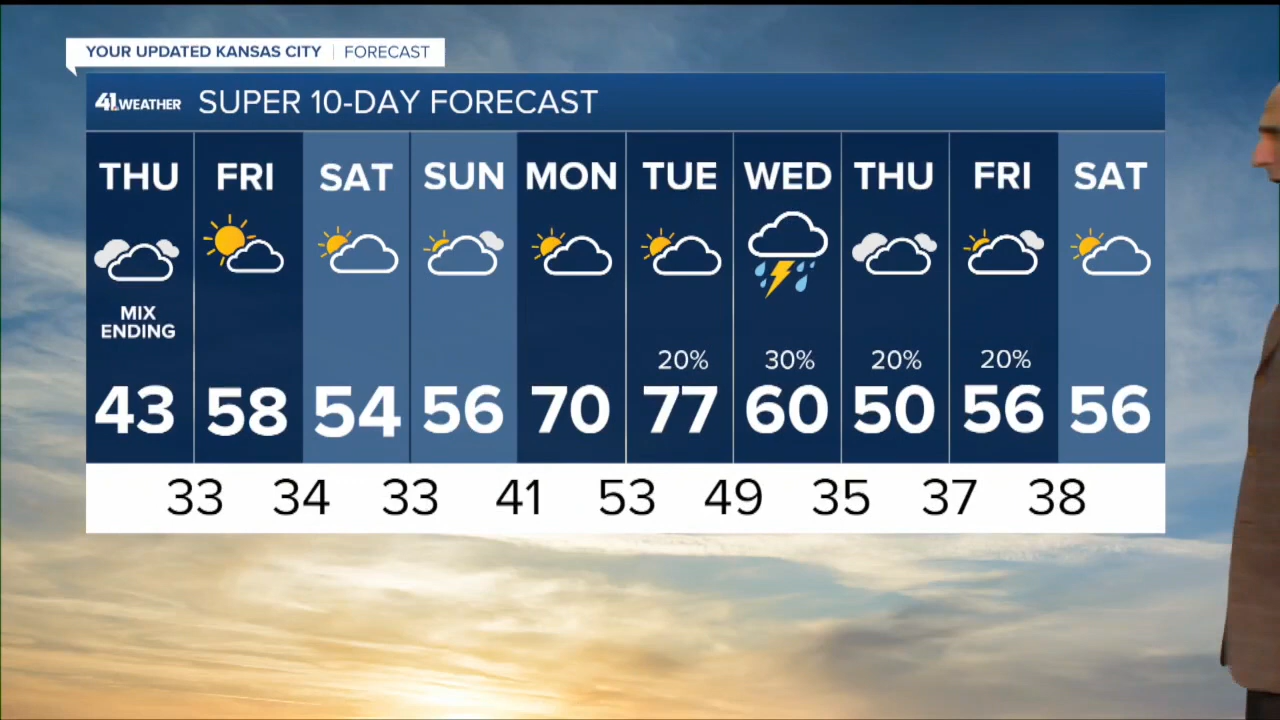 YOUR UPDATED KANSAS CITY | FORECAST
41 WEATHER SUPER 10-DAY FORECAST
THU FRI SAT SUN MON TUE WED THU FRI SAT
MIX
ENDING
20% 30% 20% 20%
43 58 54 56 70 77 60 50 56 56
33 34 33 41 53 49 35 37 38